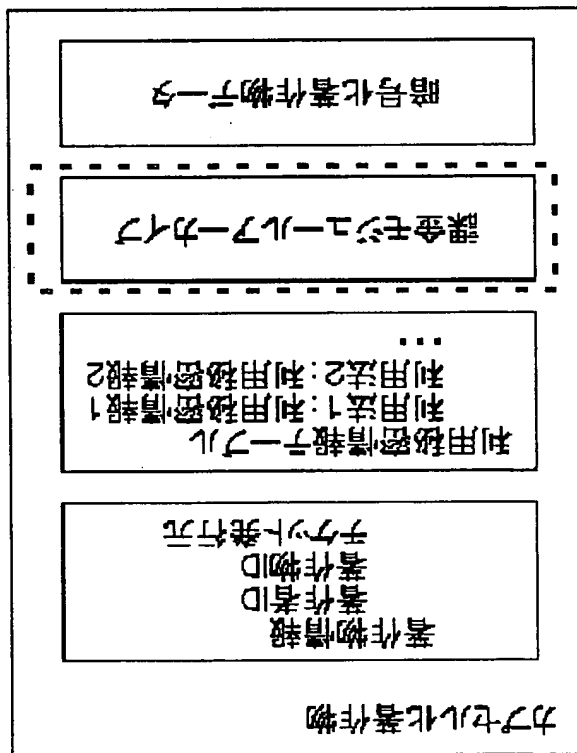 カプセル化著作物
著作物情報
著作者ID
著作物ID
チケット発行元
利用秘密情報テーブル
利用法1:利用秘密情報1
利用法2:利用秘密情報2
...
課金モジュールアーカイブ
暗号化著作物データ